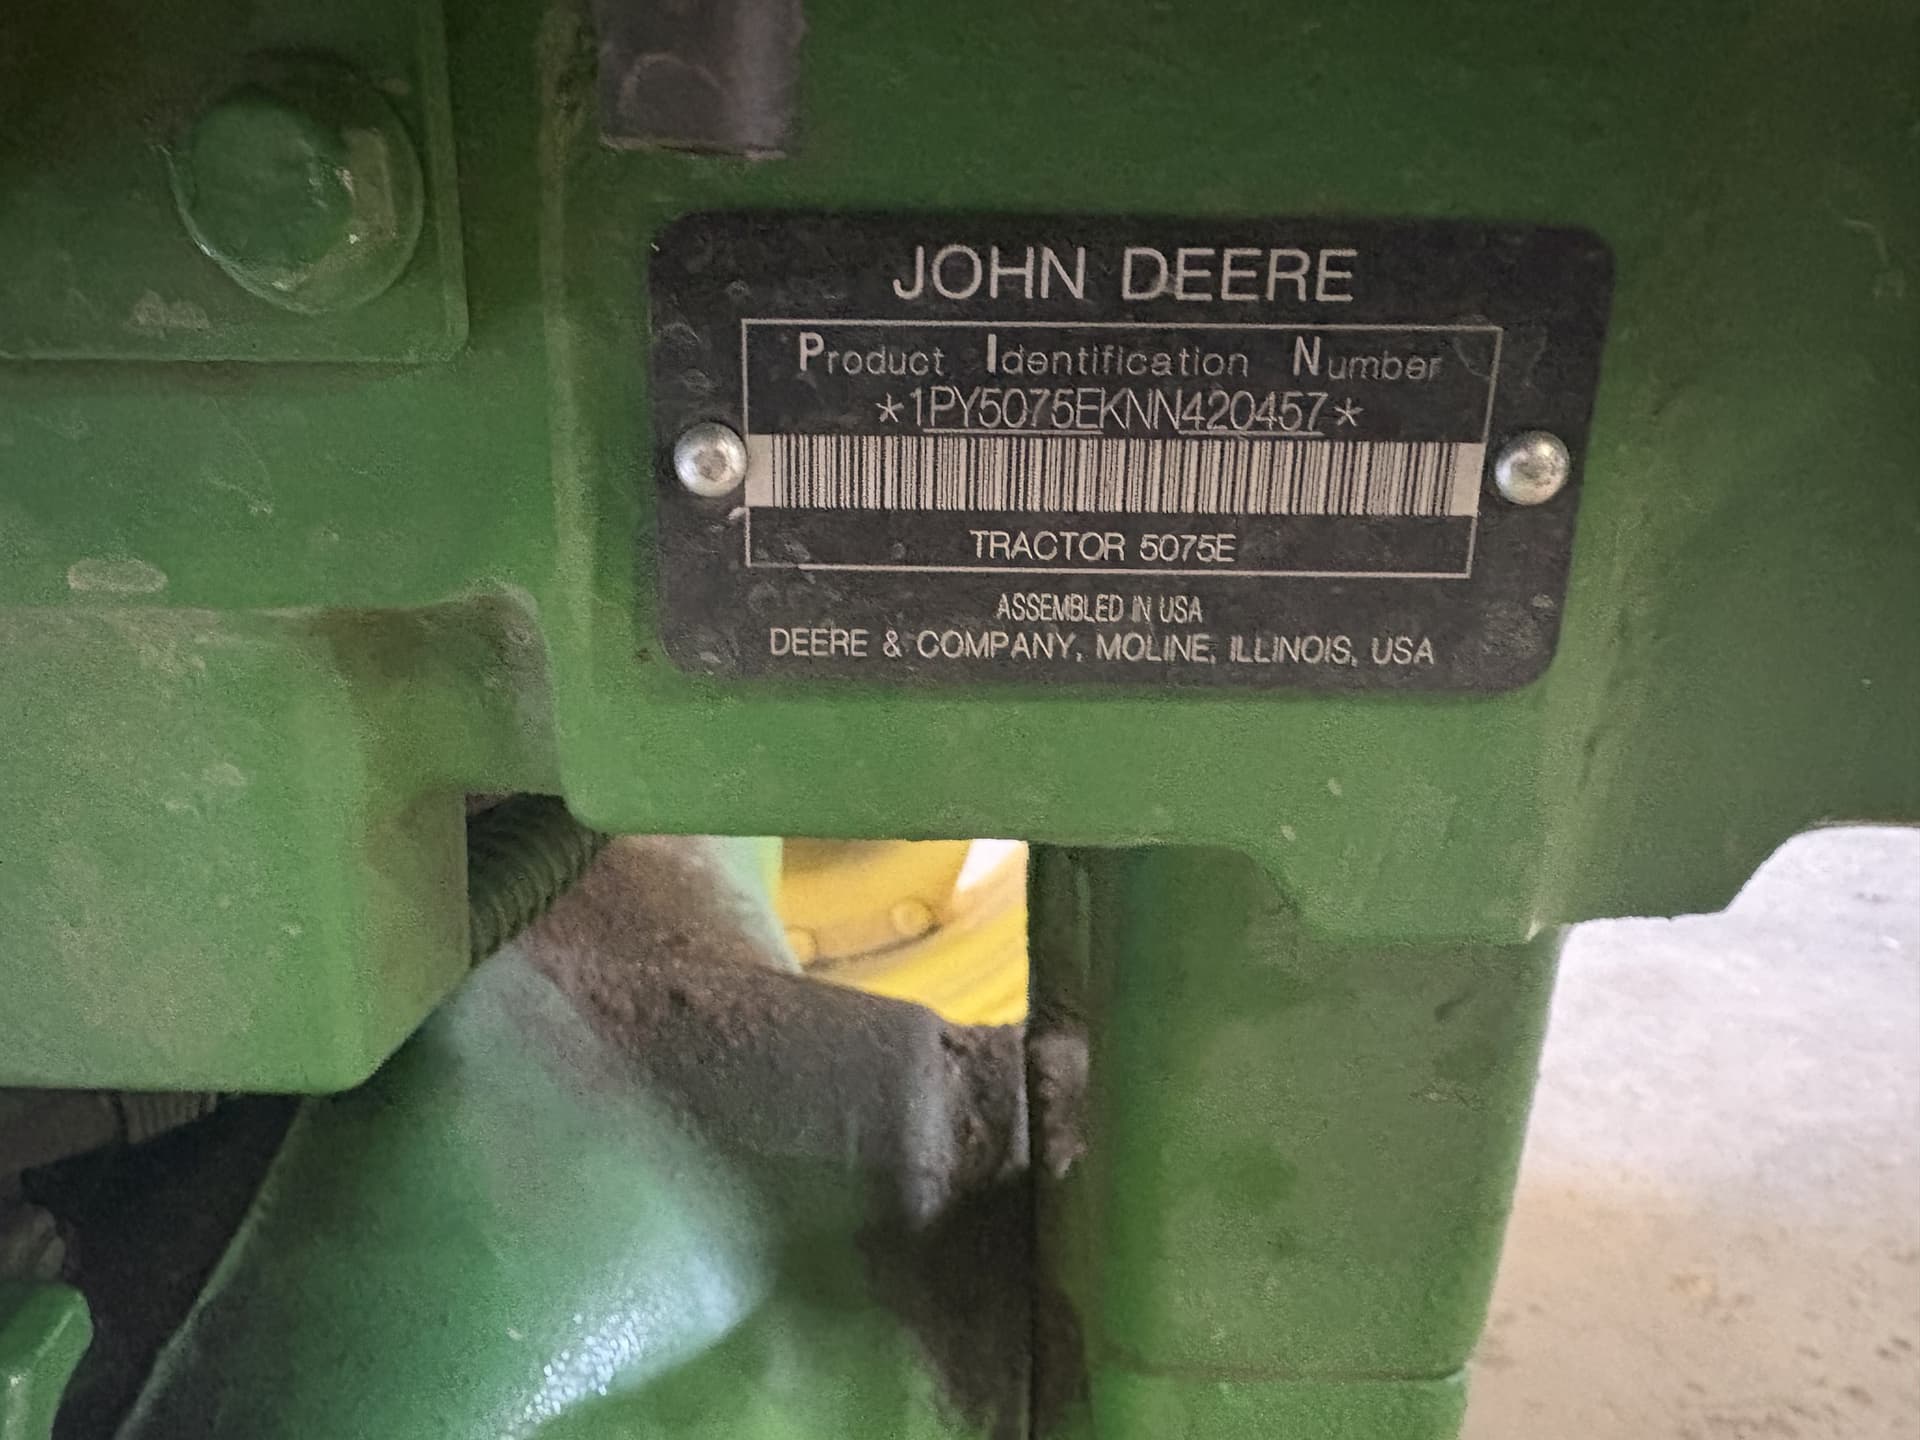 JOHN DEERE
Product Identification Number
*1PY5075EKNN420457*
TRACTOR 5075E
ASSEMBLED IN USA
DEERE & COMPANY, MOLINE, ILLINOIS, USA